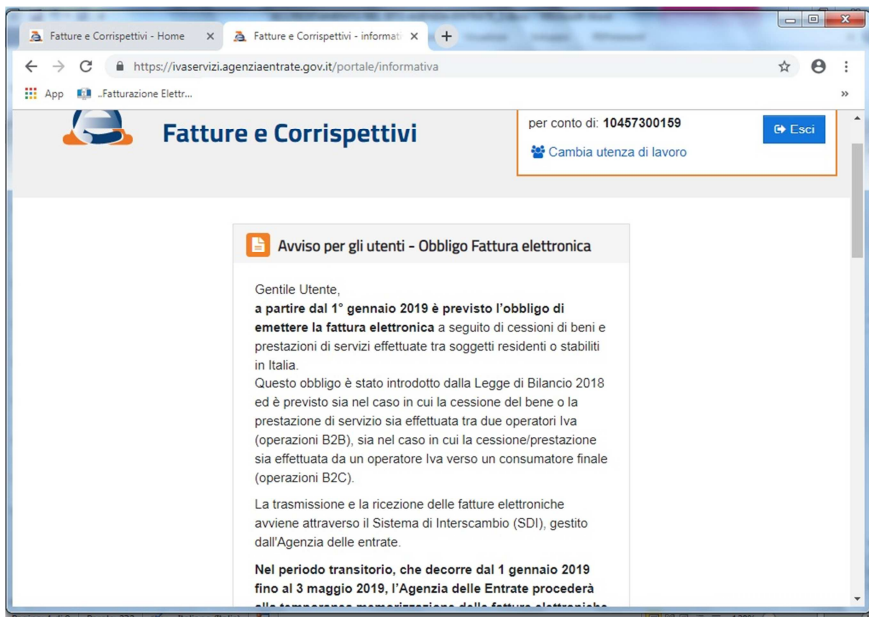 Fatture e Corrispettivi - Home
Fatture e Corrispettivi - informati
https://ivaservizi.agenziaentrate.gov.it/portale/informativa
App
..Fatturazione Elettr...
»
Fatture e Corrispettivi
per conto di: 10457300159
Esci
Cambia utenza di lavoro
Avviso per gli utenti - Obbligo Fattura elettronica
Gentile Utente,
a partire dal 1° gennaio 2019 è previsto l'obbligo di
emettere la fattura elettronica a seguito di cessioni di beni e
prestazioni di servizi effettuate tra soggetti residenti o stabiliti
in Italia.
Questo obbligo è stato introdotto dalla Legge di Bilancio 2018
ed è previsto sia nel caso in cui la cessione del bene o la
prestazione di servizio sia effettuata tra due operatori Iva
(operazioni B2B), sia nel caso in cui la cessione/prestazione
sia effettuata da un operatore Iva verso un consumatore finale
(operazioni B2C).
La trasmissione e la ricezione delle fatture elettroniche
avviene attraverso il Sistema di Interscambio (SDI), gestito
dall'Agenzia delle entrate.
Nel periodo transitorio, che decorre dal 1 gennaio 2019
fino al 3 maggio 2019, l'Agenzia delle Entrate procederà
alla temporanea memorizzazione delle fatture elettroniche